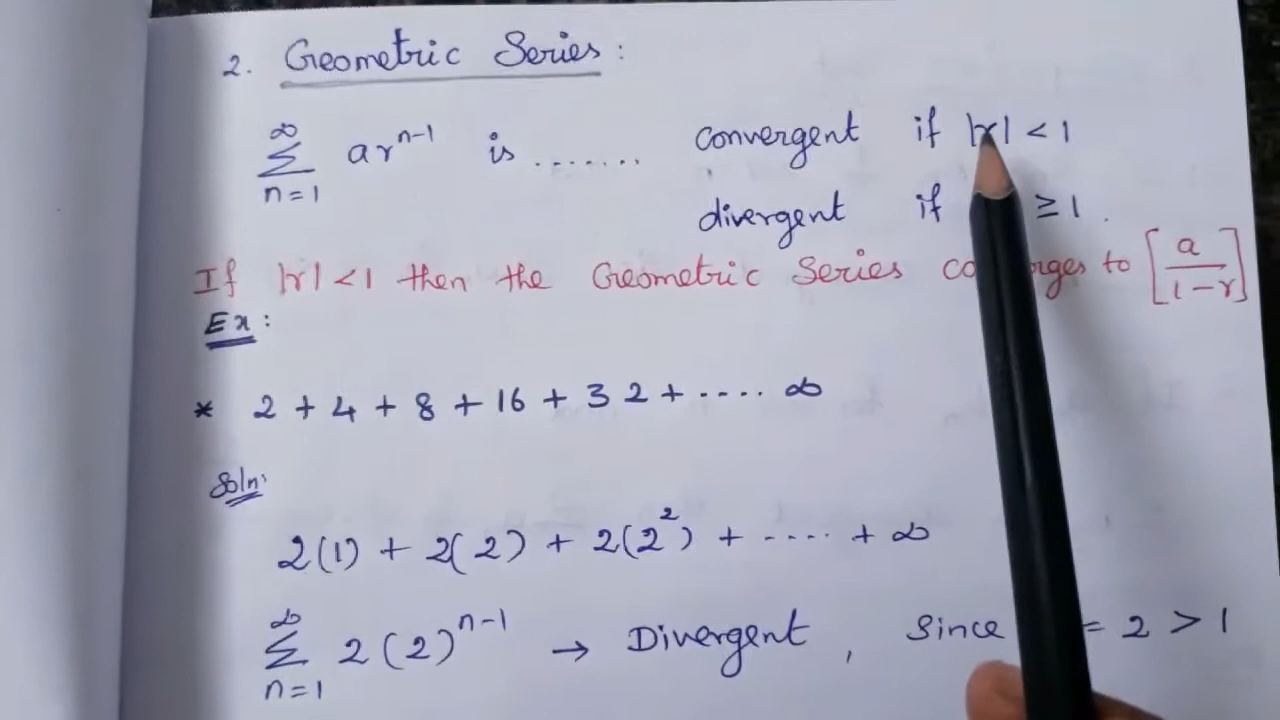 2. Geometric Series:
∞
∑ ar^(n-1) is ....... convergent if |r| < 1
n=1
divergent if ≥ 1.
If |r| < 1 then the Geometric Series to [a/(1-r)]
Ex:
* 2 + 4 + 8 + 16 + 32 + .... ∞
Soln:
2(1) + 2(2) + 2(2²) + .... + ∞
∞
∑ 2(2)^(n-1) → Divergent, Since = 2 > 1
n=1